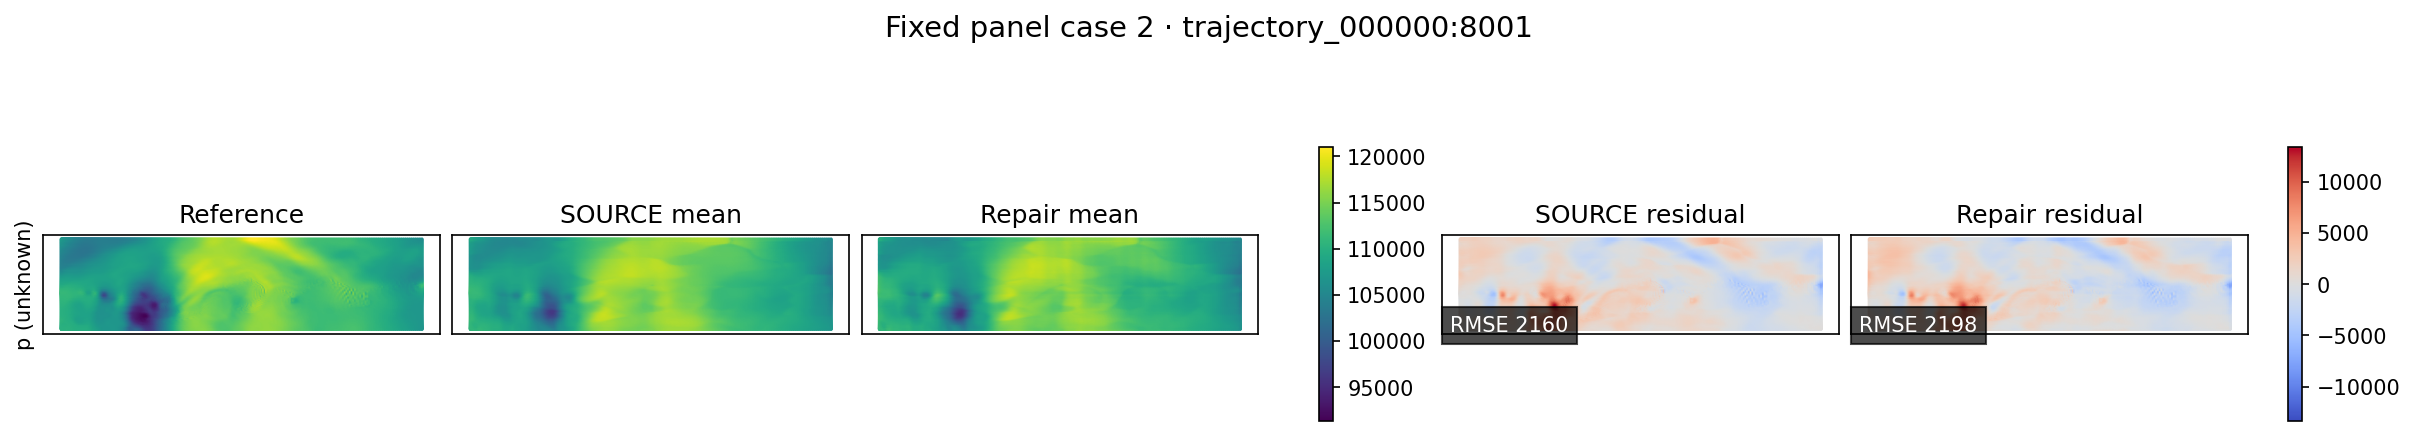 Fixed panel case 2 · trajectory_000000:8001
p (unknown)
Reference
SOURCE mean
Repair mean
120000
115000
110000
105000
100000
95000
SOURCE residual
RMSE 2160
Repair residual
RMSE 2198
10000
5000
0
−5000
−10000